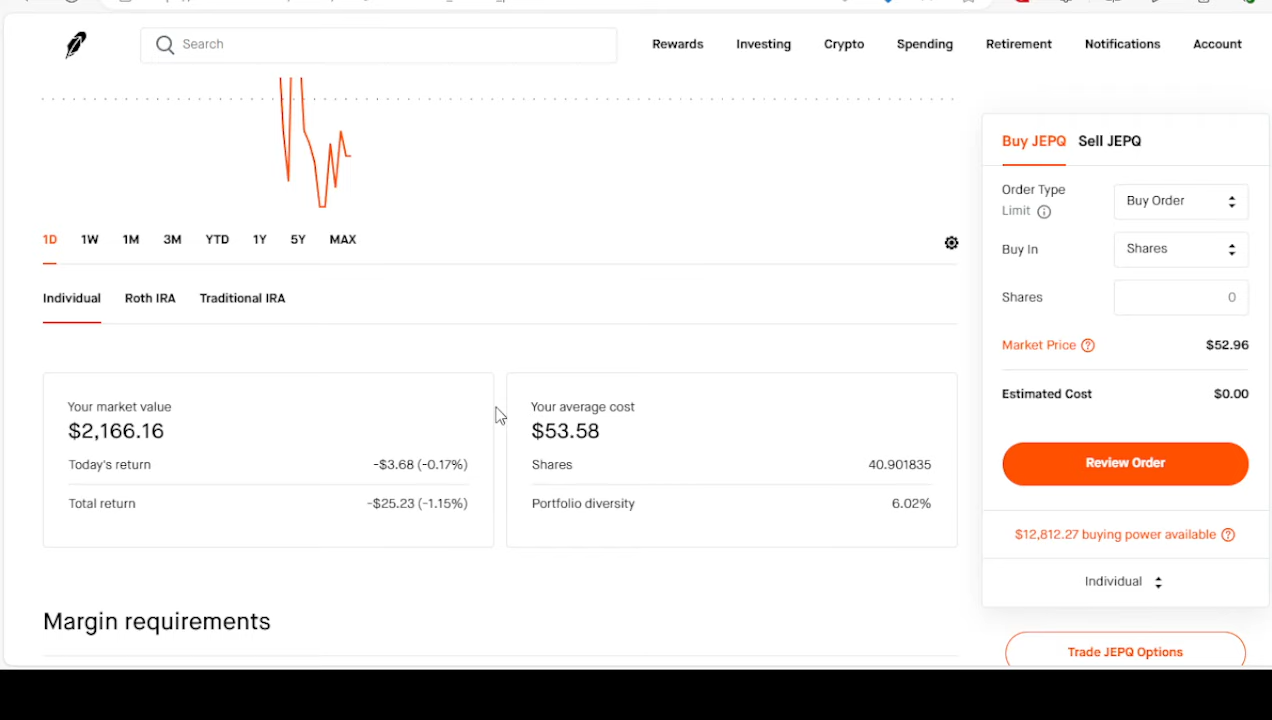 Search
Rewards
Investing
Crypto
Spending
Retirement
Notifications
Account
1D
1W
1M
3M
YTD
1Y
5Y
MAX
Individual
Roth IRA
Traditional IRA
Your market value
$2,166.16
Today's return
-$3.68 (-0.17%)
Total return
-$25.23 (-1.15%)
Your average cost
$53.58
Shares
40.901835
Portfolio diversity
6.02%
Margin requirements
Buy JEPQ
Sell JEPQ
Order Type
Limit
Buy Order
Buy In
Shares
Shares
0
Market Price
$52.96
Estimated Cost
$0.00
Review Order
$12,812.27 buying power available
Individual
Trade JEPQ Options